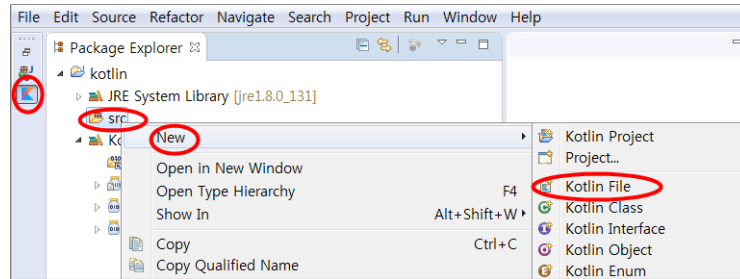 File Edit Source Refactor Navigate Search Project Run Window Help
Package Explorer
kotlin
JRE System Library [jre1.8.0_131]
src
New
Kotlin Project
Project...
Open in New Window
Open Type Hierarchy F4
Kotlin File
Show In Alt+Shift+W
Kotlin Class
Kotlin Interface
Copy Ctrl+C
Kotlin Object
Copy Qualified Name
Kotlin Enum